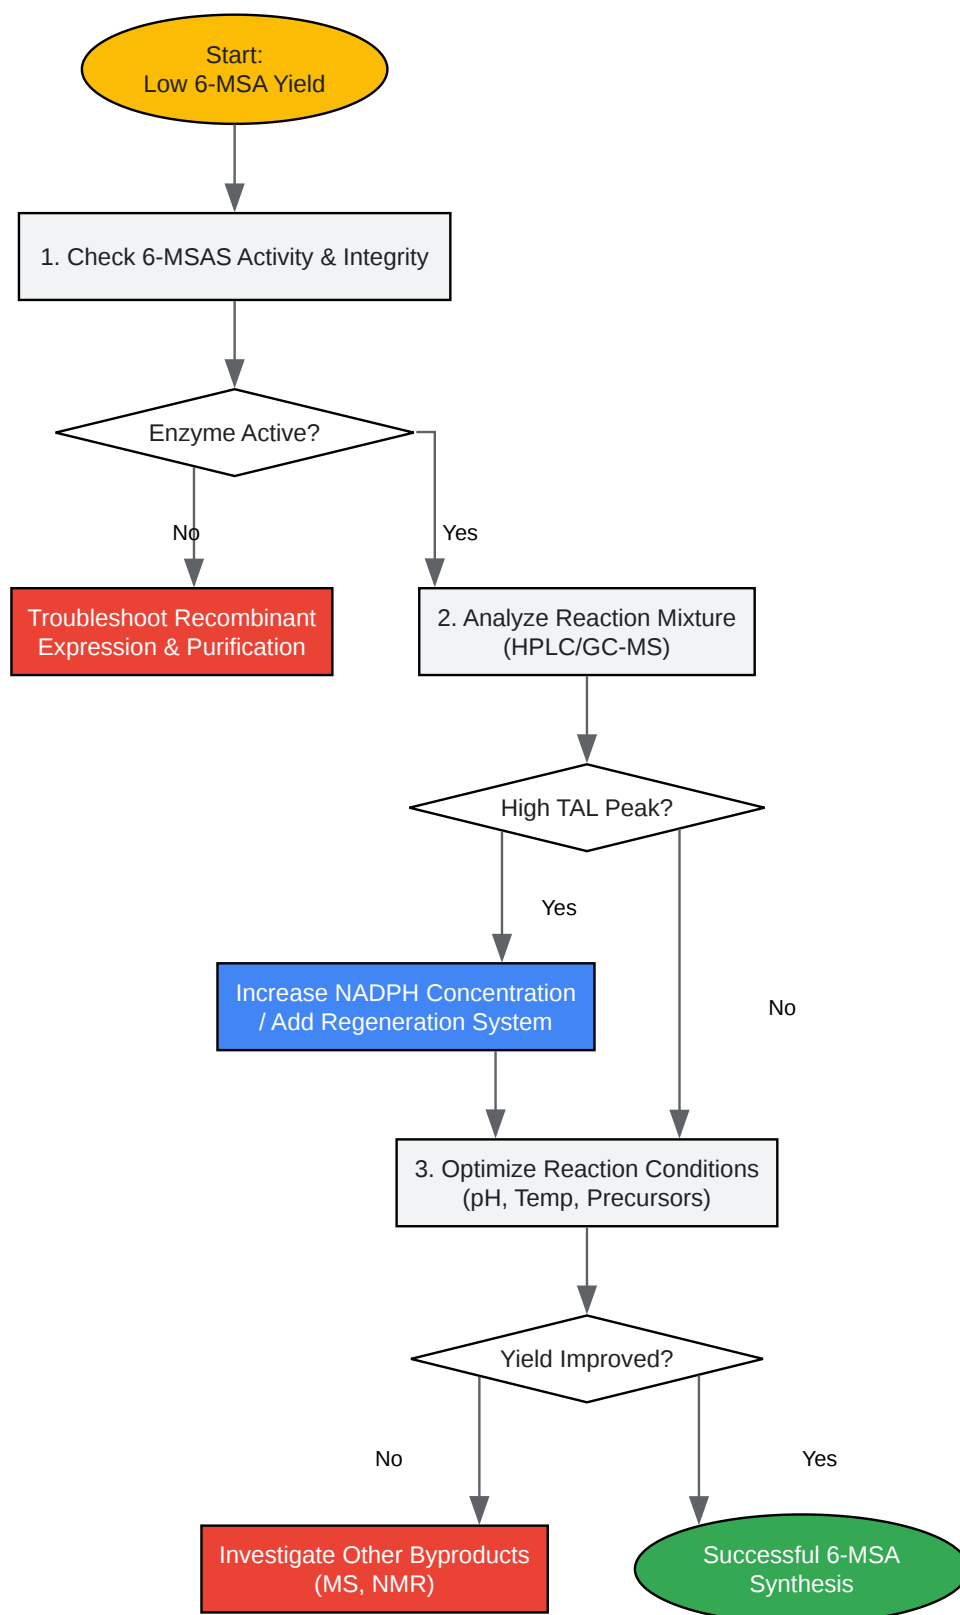 Start:
Low 6-MSA Yield
1. Check 6-MSAS Activity & Integrity
Enzyme Active?
No
Yes
Troubleshoot Recombinant
Expression & Purification
2. Analyze Reaction Mixture
(HPLC/GC-MS)
High TAL Peak?
Yes
Increase NADPH Concentration
/ Add Regeneration System
No
3. Optimize Reaction Conditions
(pH, Temp, Precursors)
Yield Improved?
No
Yes
Investigate Other Byproducts
(MS, NMR)
Successful 6-MSA
Synthesis